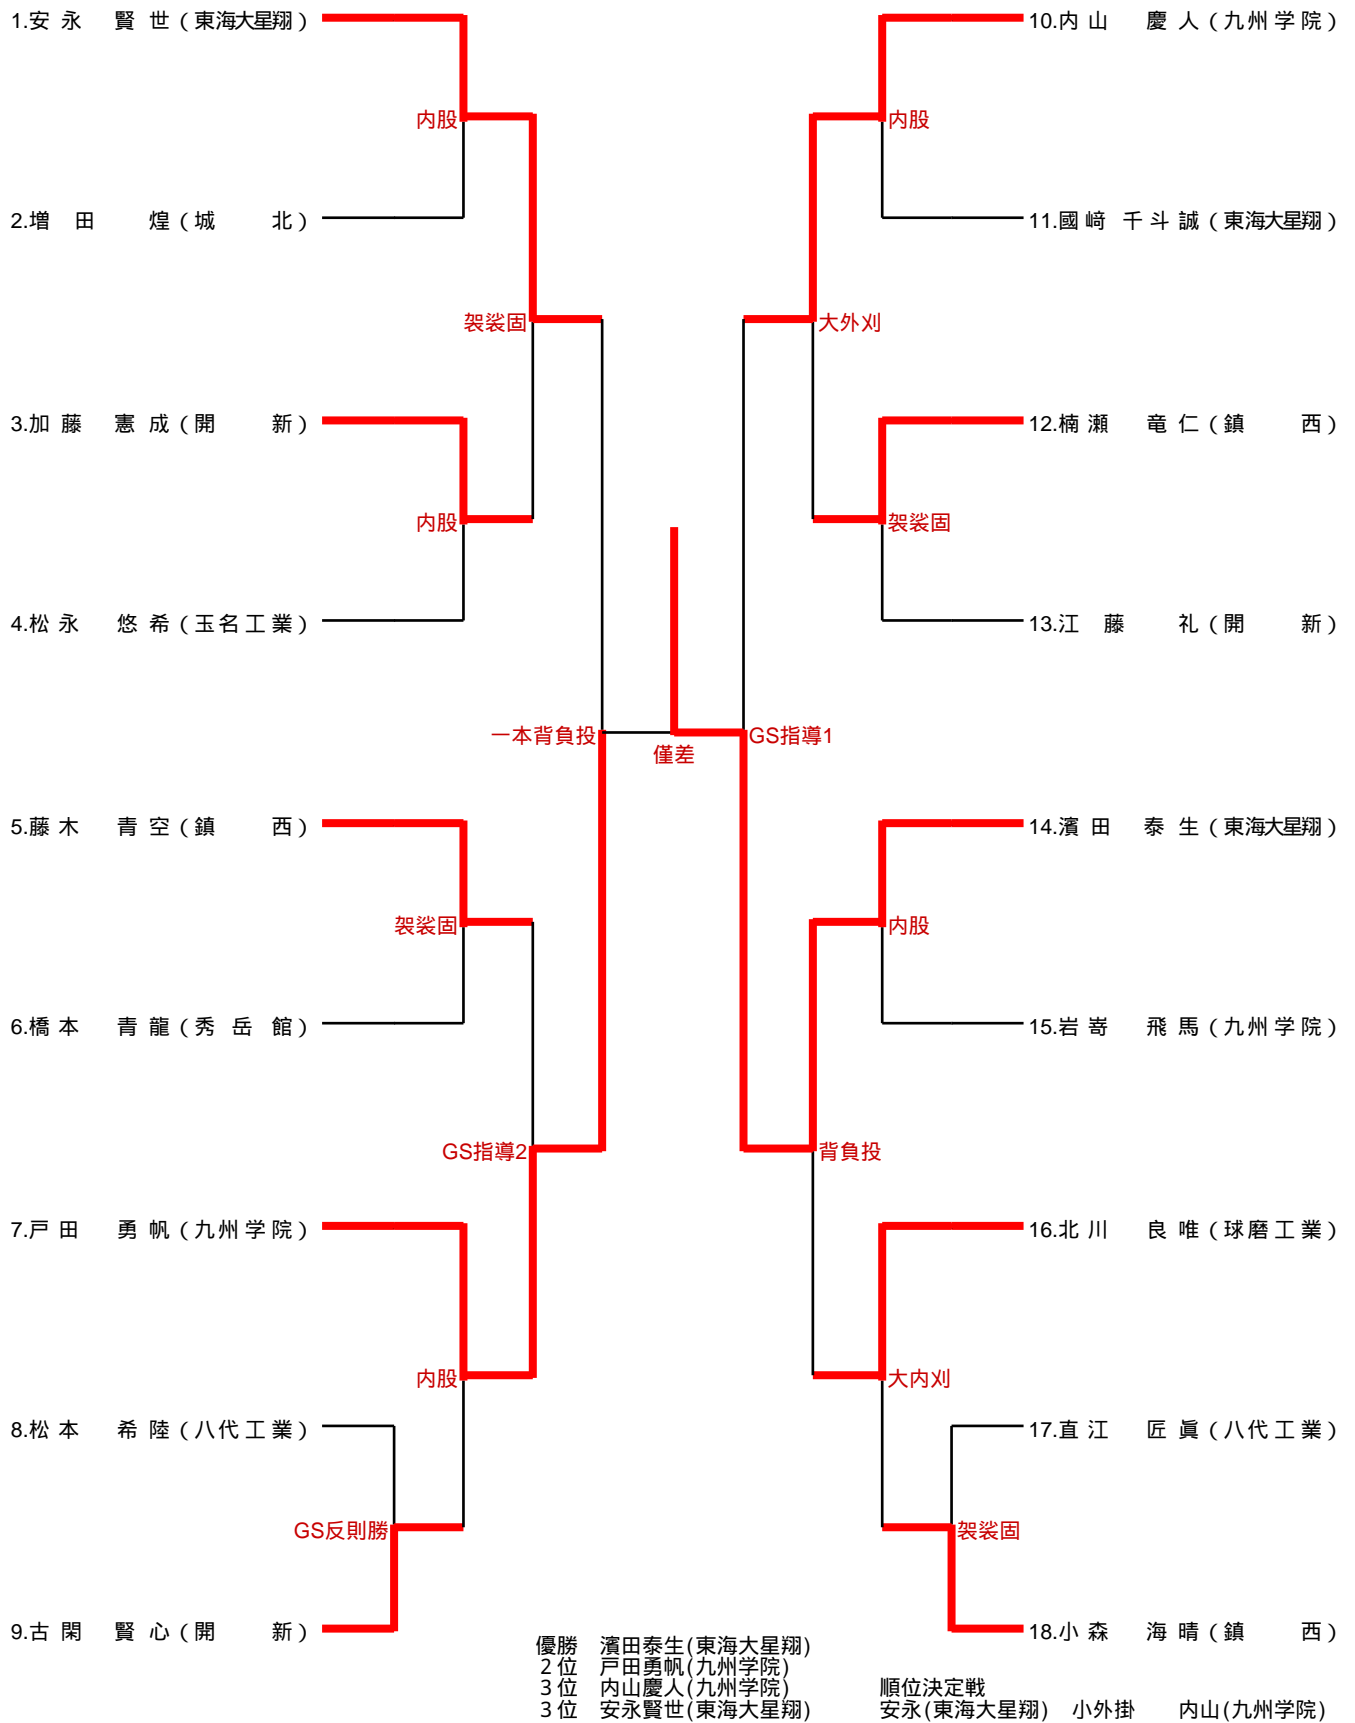 1.安永 賢世(東海大星翔)
内股
2.増田 煌(城 北)
袈裟固
3.加藤 憲成(開 新)
内股
4.松永 悠希(玉名工業)
一本背負投
5.藤木 青空(鎮 西)
袈裟固
6.橋本 青龍(秀岳館)
GS指導2
7.戸田 勇帆(九州学院)
内股
8.松本 希陸(八代工業)
GS反則勝
9.古閑 賢心(開 新)
僅差
10.内山 慶人(九州学院)
内股
11.國﨑 千斗誠(東海大星翔)
大外刈
12.楠瀬 竜仁(鎮 西)
袈裟固
13.江藤 礼(開 新)
GS指導1
14.濱田 泰生(東海大星翔)
内股
15.岩嵜 飛馬(九州学院)
背負投
16.北川 良唯(球磨工業)
大内刈
17.直江 匠眞(八代工業)
袈裟固
18.小森 海晴(鎮 西)
優勝 濱田泰生(東海大星翔)
2位 戸田勇帆(九州学院)
3位 内山慶人(九州学院)
3位 安永賢世(東海大星翔)
順位決定戦
安永(東海大星翔) 小外掛 内山(九州学院)